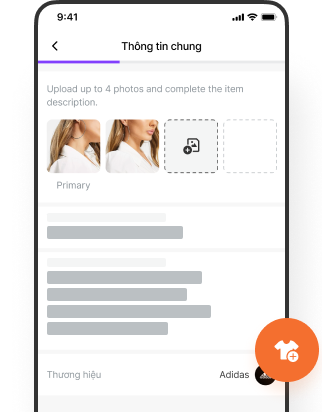 9:41
Thông tin chung
Upload up to 4 photos and complete the item
description.
Primary
Thương hiệu
Adidas